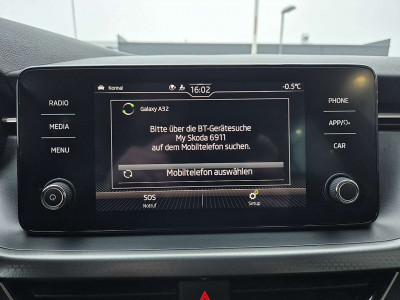 Normal
16:02
-0.5°C
RADIO
MEDIA
MENU
Galaxy A32
Bitte über die BT-Gerätesuche
My Skoda 6911
auf dem Mobiltelefon suchen.
Mobiltelefon auswählen
SOS
Notruf
Setup
PHONE
APP/
CAR